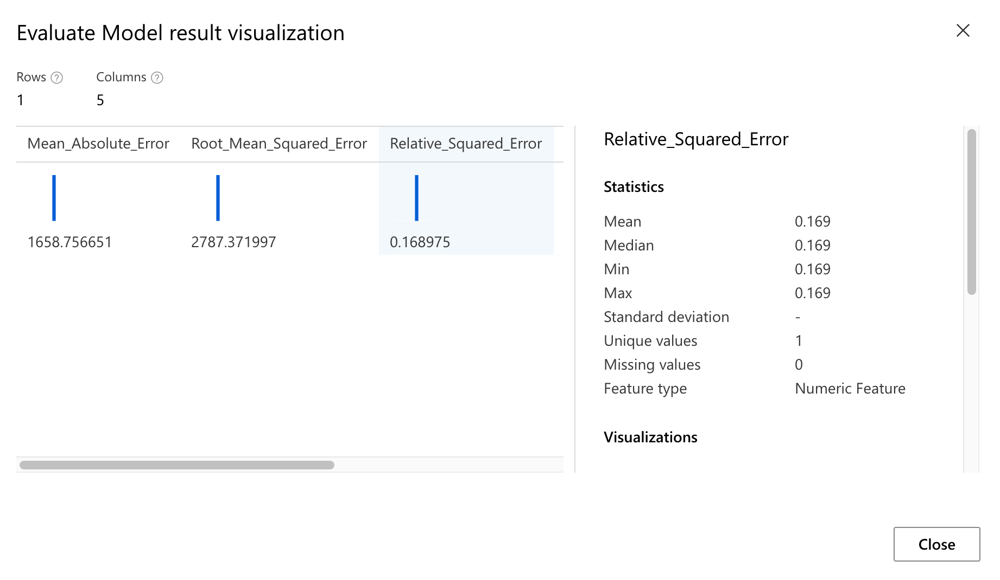 Evaluate Model result visualization
Rows ? Columns ?
1 5
Mean_Absolute_Error Root_Mean_Squared_Error Relative_Squared_Error
1658.756651 2787.371997 0.168975
Relative_Squared_Error
Statistics
Mean 0.169
Median 0.169
Min 0.169
Max 0.169
Standard deviation -
Unique values 1
Missing values 0
Feature type Numeric Feature
Visualizations
Close